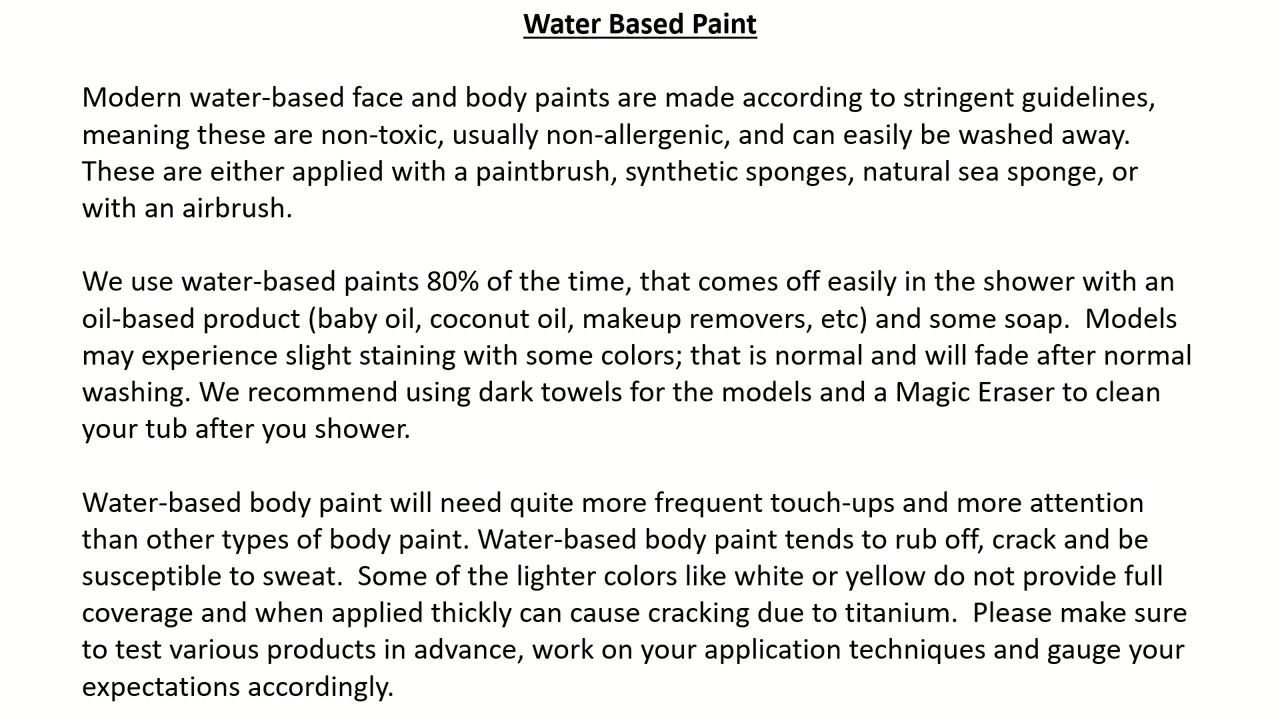 Water Based Paint
Modern water-based face and body paints are made according to stringent guidelines,
meaning these are non-toxic, usually non-allergenic, and can easily be washed away.
These are either applied with a paintbrush, synthetic sponges, natural sea sponge, or
with an airbrush.
We use water-based paints 80% of the time, that comes off easily in the shower with an
oil-based product (baby oil, coconut oil, makeup removers, etc) and some soap.  Models
may experience slight staining with some colors; that is normal and will fade after normal
washing. We recommend using dark towels for the models and a Magic Eraser to clean
your tub after you shower.
Water-based body paint will need quite more frequent touch-ups and more attention
than other types of body paint. Water-based body paint tends to rub off, crack and be
susceptible to sweat.  Some of the lighter colors like white or yellow do not provide full
coverage and when applied thickly can cause cracking due to titanium.  Please make sure
to test various products in advance, work on your application techniques and gauge your
expectations accordingly.